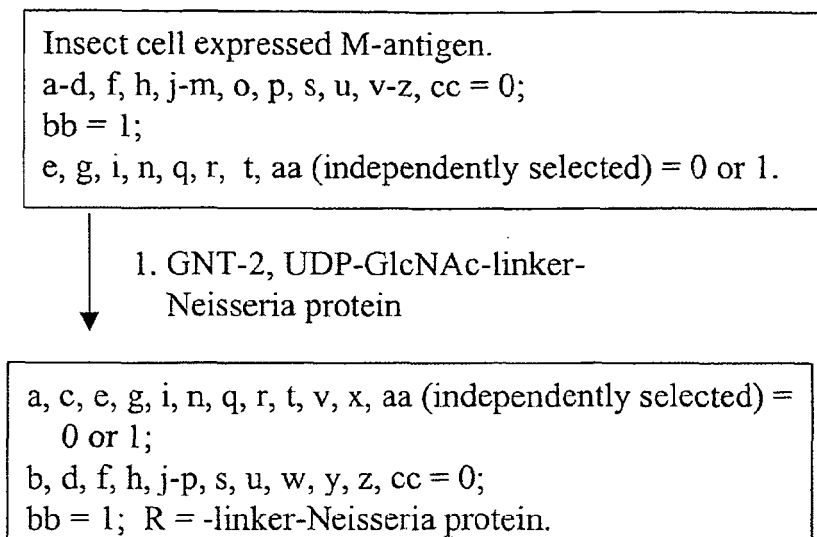 Insect cell expressed M-antigen.
a-d, f, h, j-m, o, p, s, u, v-z, cc = 0;
bb = 1;
e, g, i, n, q, r, t, aa (independently selected) = 0 or 1.
1. GNT-2, UDP-GlcNAc-linker-
Neisseria protein
a, c, e, g, i, n, q, r, t, v, x, aa (independently selected) =
0 or 1;
b, d, f, h, j-p, s, u, w, y, z, cc = 0;
bb = 1; R = -linker-Neisseria protein.